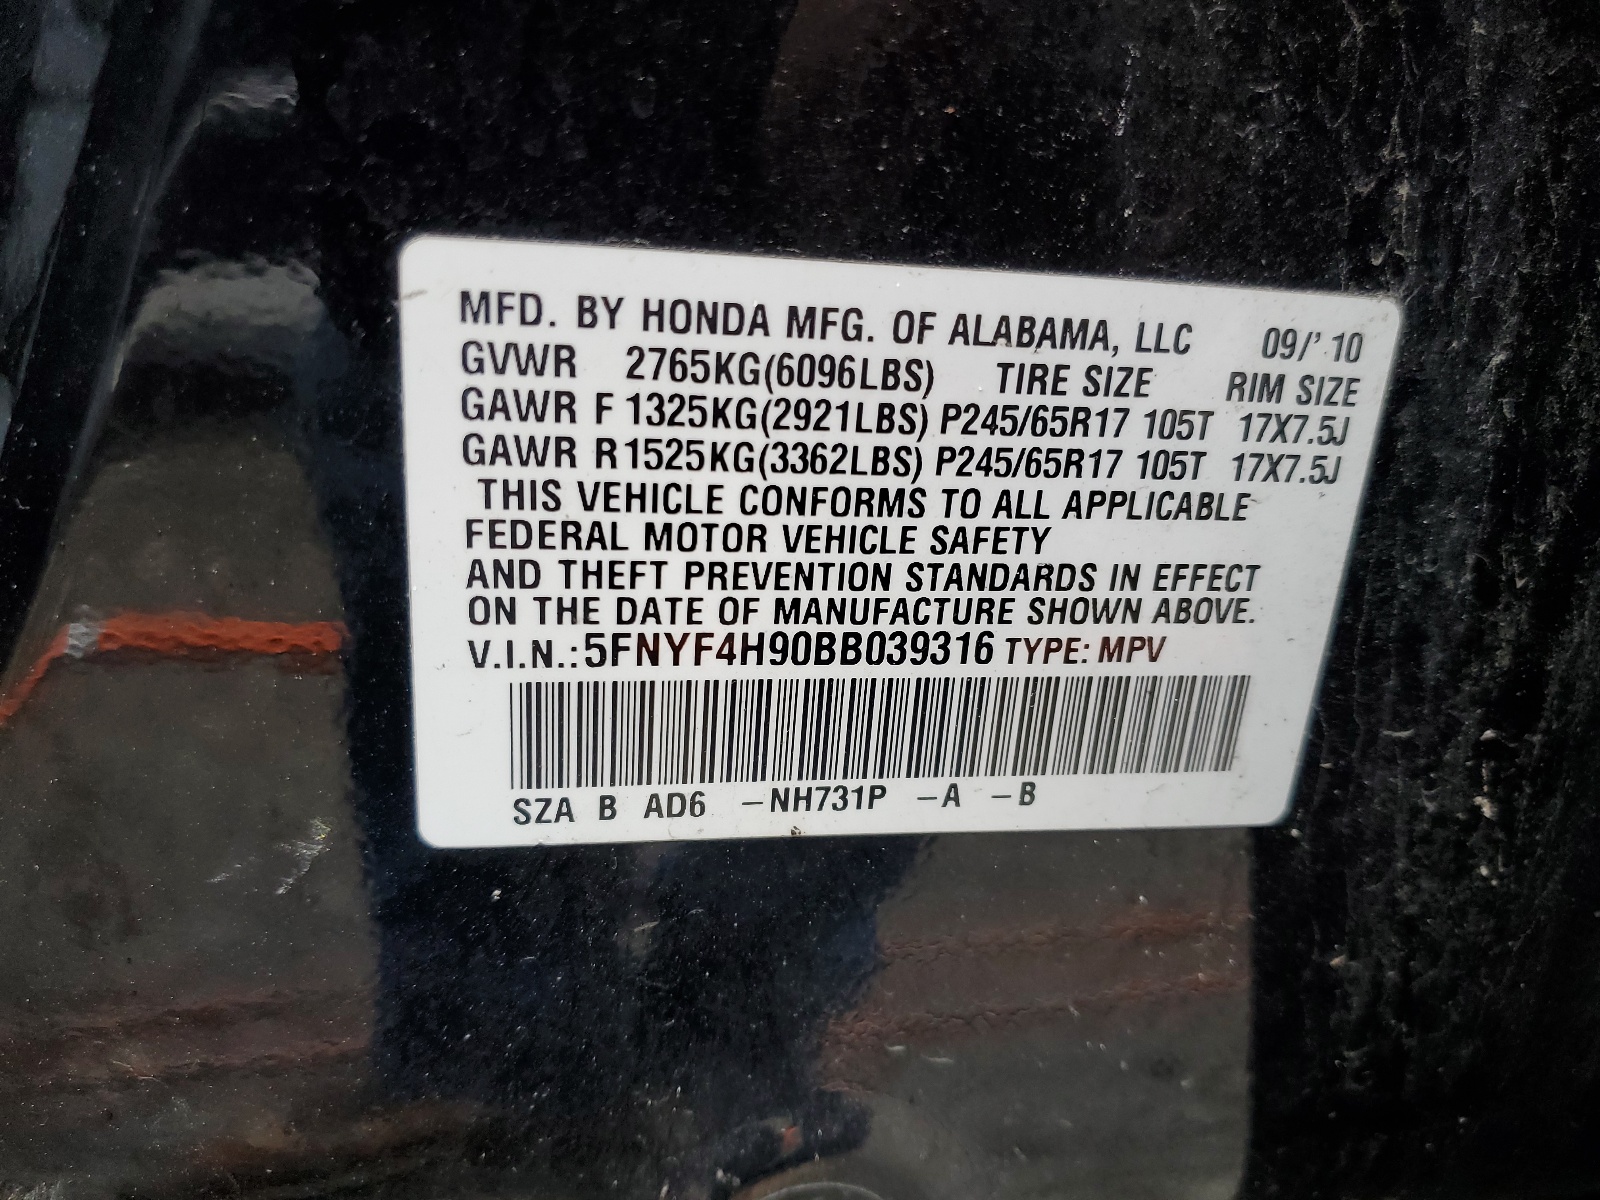 MFD. BY HONDA MFG. OF ALABAMA, LLC 09/' 10
GVWR 2765KG(6096LBS) TIRE SIZE RIM SIZE
GAWR F 1325KG(2921LBS) P245/65R17 105T 17X7.5J
GAWR R 1525KG(3362LBS) P245/65R17 105T 17X7.5J
THIS VEHICLE CONFORMS TO ALL APPLICABLE
FEDERAL MOTOR VEHICLE SAFETY
AND THEFT PREVENTION STANDARDS IN EFFECT
ON THE DATE OF MANUFACTURE SHOWN ABOVE.
V.I.N.: 5FNYF4H90BB039316 TYPE: MPV
SZA B AD6 –NH731P –A –B